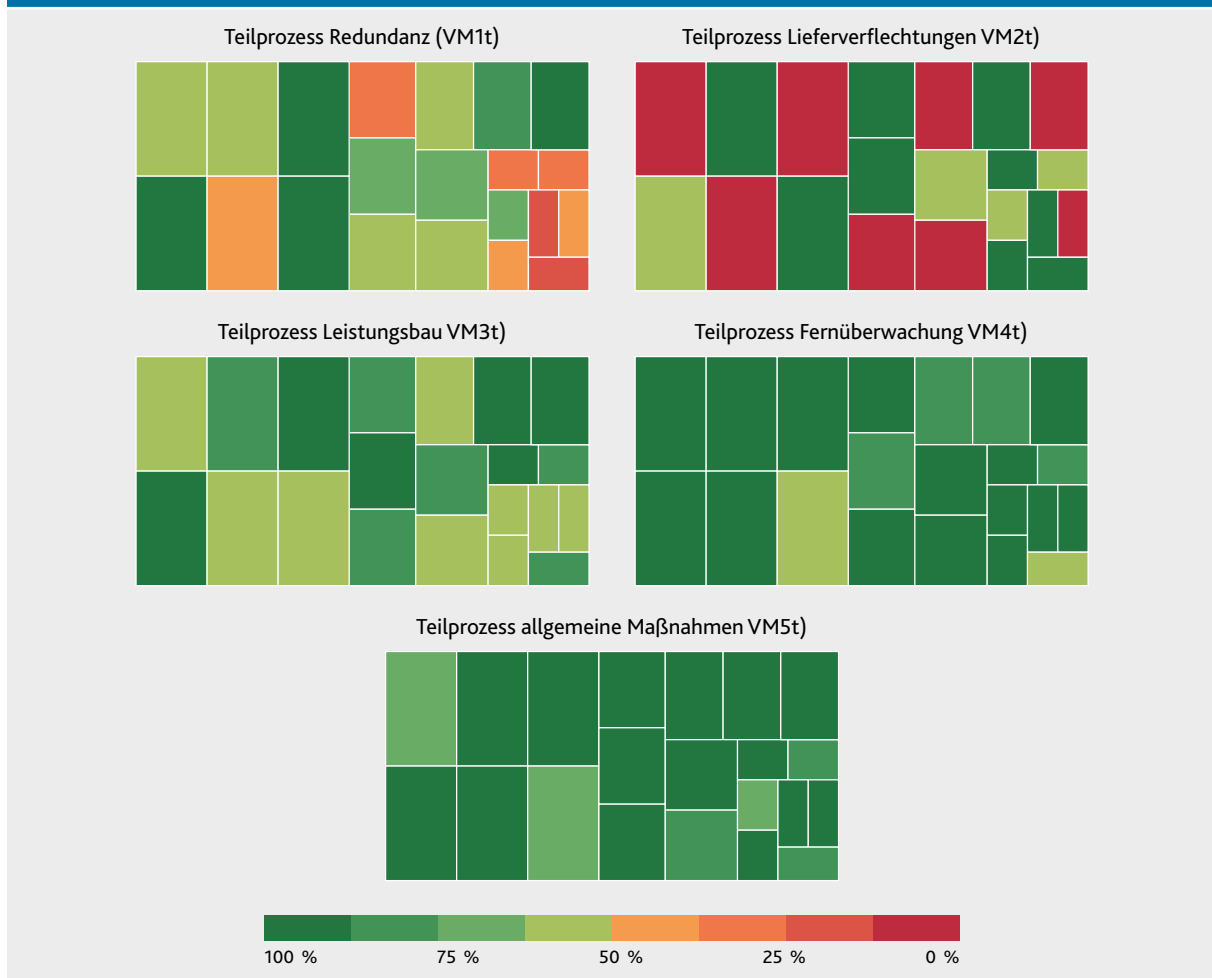 Teilprozess Redundanz (VM1t)
Teilprozess Lieferverflechtungen VM2t)
Teilprozess Leistungsbau VM3t)
Teilprozess Fernüberwachung VM4t)
Teilprozess allgemeine Maßnahmen VM5t)
100 % 75 % 50 % 25 % 0 %